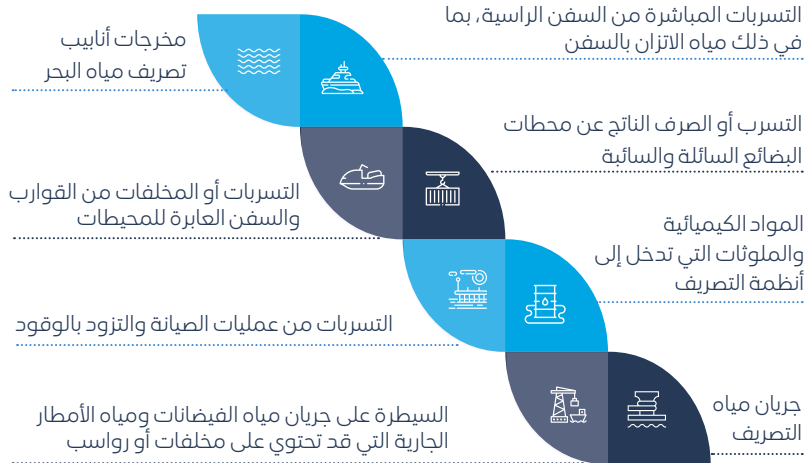 التسربات المباشرة من السفن الراسية، بما
في ذلك مياه الاتزان بالسفن
مخرجات أنابيب
تصريف مياه البحر
التسرب أو الصرف الناتج عن محطات
البضائع السائلة والسائبة
التسربات أو المخلفات من القوارب
والسفن العابرة للمحيطات
المواد الكيميائية
والملوثات التي تدخل إلى
أنظمة التصريف
التسربات من عمليات الصيانة والتزود بالوقود
جريان مياه
التصريف
السيطرة على جريان مياه الفيضانات ومياه الأمطار
الجارية التي قد تحتوي على مخلفات أو رواسب